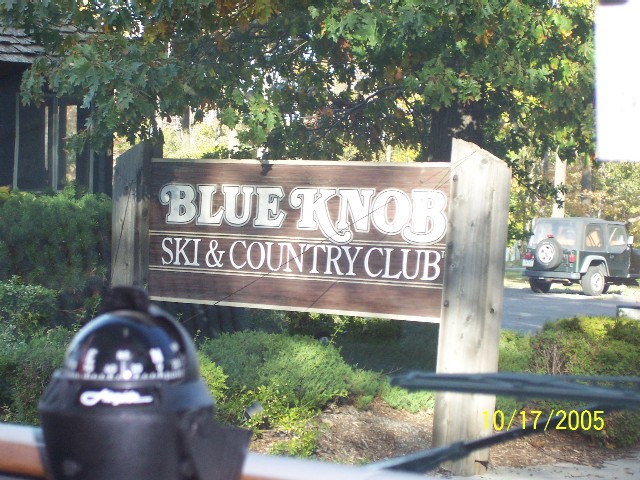 BLUE KNOB
SKI & COUNTRY CLUB
10/17/2005